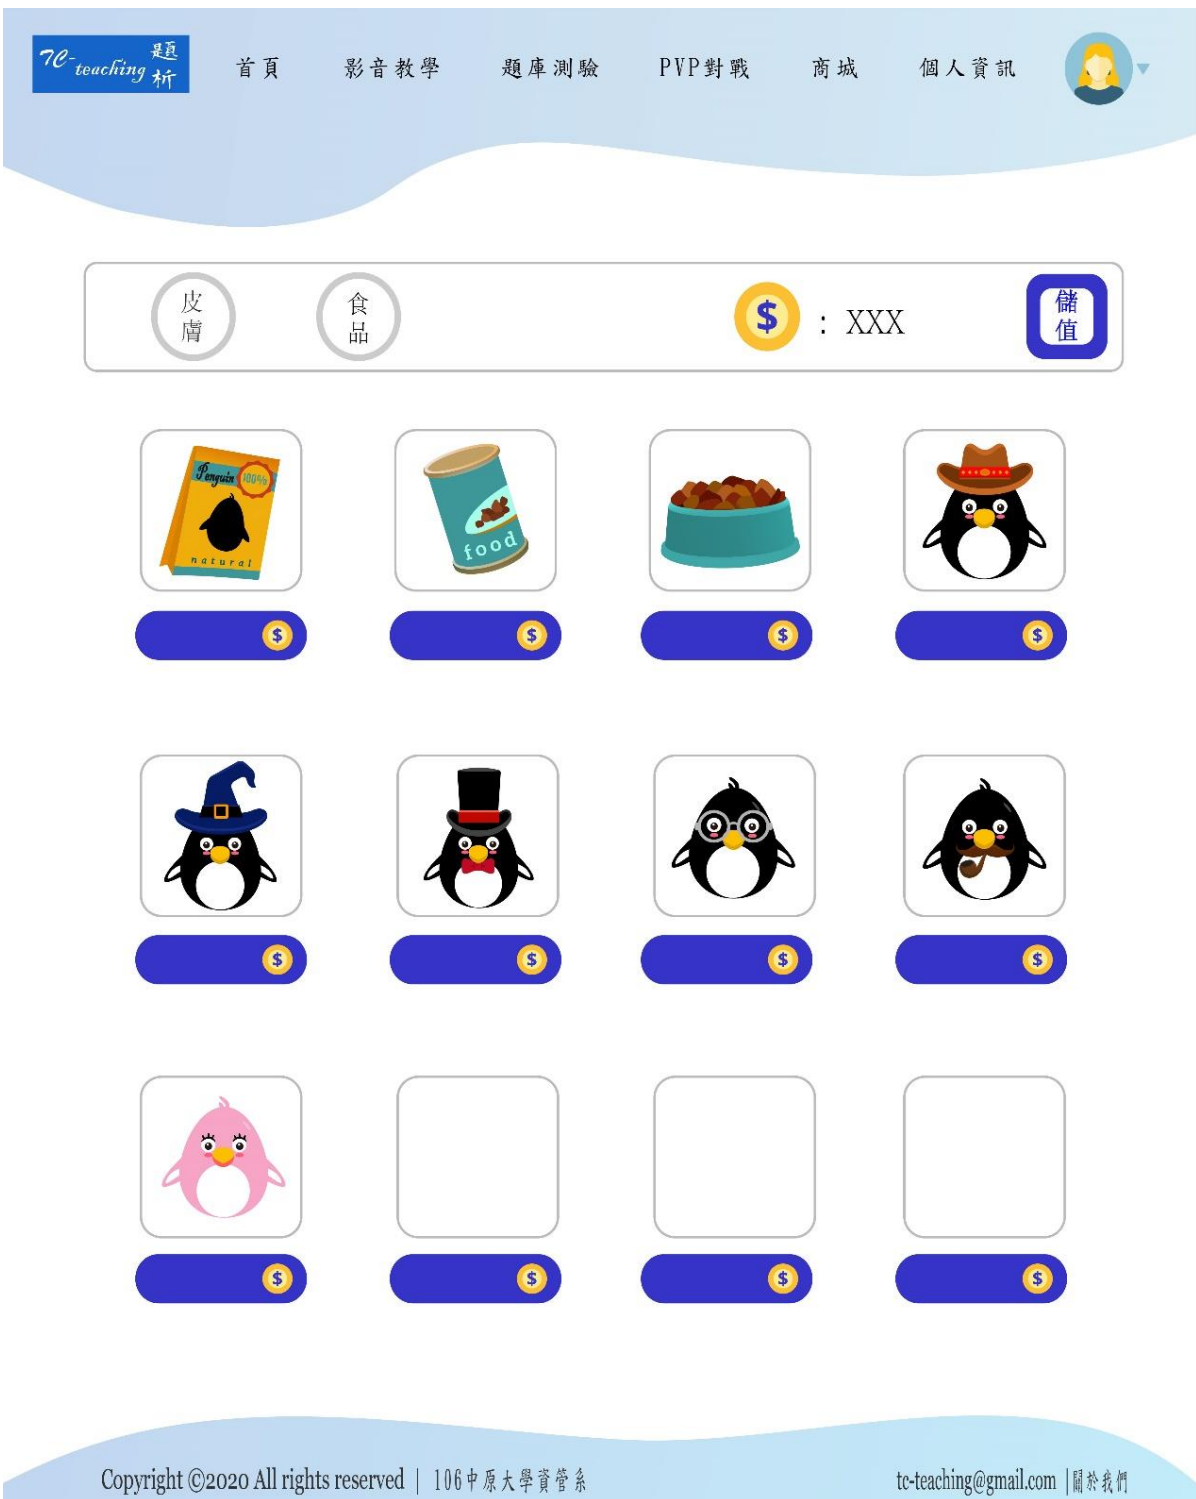 TC-teaching 題析
首頁 影音教學 題庫測驗 PVP對戰 商城 個人資訊
皮膚 食品 $ : XXX 儲值
Penguin 100%
natural
food
$ $ $ $
$ $ $ $
$ $ $ $
Copyright ©2020 All rights reserved | 106中原大學資管系 tc-teaching@gmail.com |關於我們